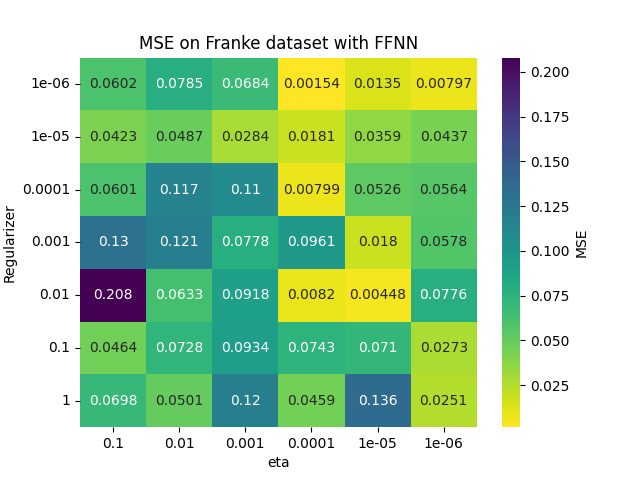 MSE on Franke dataset with FFNN
1e-06 0.0602 0.0785 0.0684 0.00154 0.0135 0.00797
1e-05 0.0423 0.0487 0.0284 0.0181 0.0359 0.0437
0.0001 0.0601 0.117 0.11 0.00799 0.0526 0.0564
0.001 0.13 0.121 0.0778 0.0961 0.018 0.0578
0.01 0.208 0.0633 0.0918 0.0082 0.00448 0.0776
0.1 0.0464 0.0728 0.0934 0.0743 0.071 0.0273
1 0.0698 0.0501 0.12 0.0459 0.136 0.0251
0.1 0.01 0.001 0.0001 1e-05 1e-06
eta
Regularizer
0.200
0.175
0.150
0.125
0.100
0.075
0.050
0.025
MSE